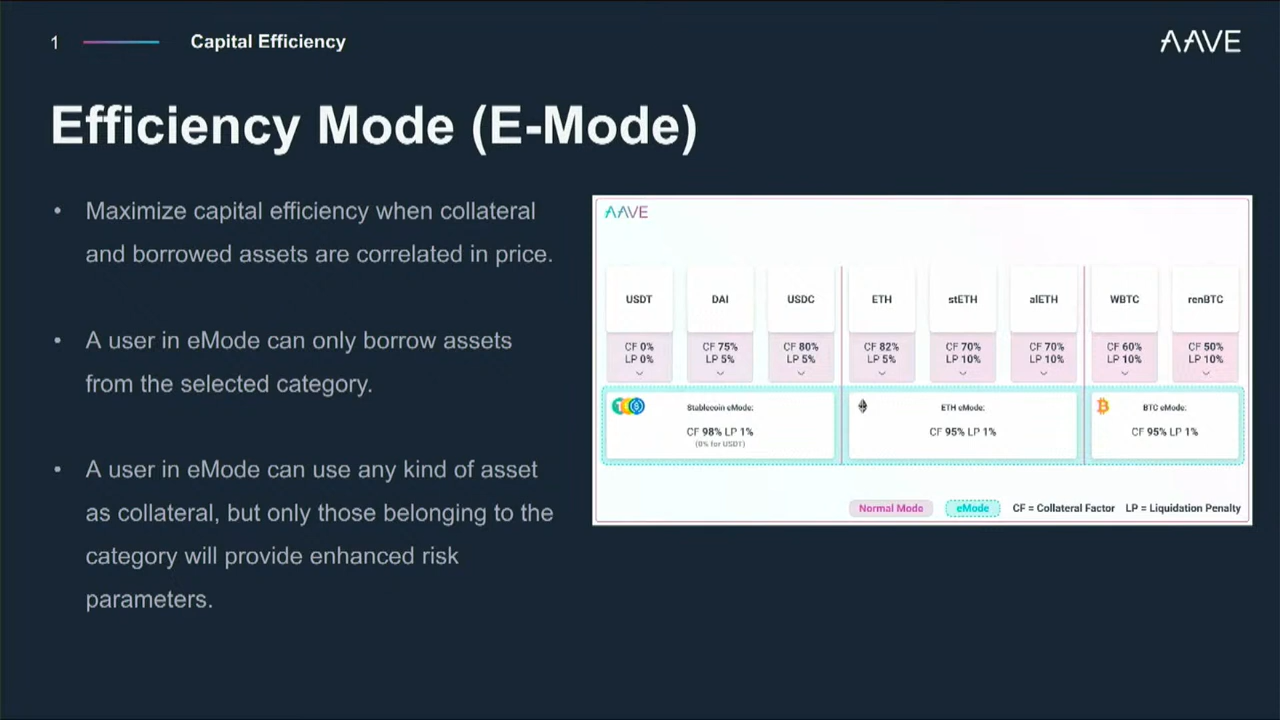 1
Capital Efficiency
AAVE
Efficiency Mode (E-Mode)
• Maximize capital efficiency when collateral
and borrowed assets are correlated in price.
• A user in eMode can only borrow assets
from the selected category.
• A user in eMode can use any kind of asset
as collateral, but only those belonging to the
category will provide enhanced risk
parameters.
AAVE
USDT
DAI
USDC
ETH
stETH
alETH
WBTC
renBTC
CF 0%
LP 0%
CF 75%
LP 5%
CF 80%
LP 5%
CF 82%
LP 5%
CF 70%
LP 10%
CF 70%
LP 10%
CF 60%
LP 10%
CF 50%
LP 10%
Stablecoin eMode:
CF 98% LP 1%
(0% for USDT)
ETH eMode:
CF 95% LP 1%
BTC eMode:
CF 95% LP 1%
Normal Mode
eMode
CF = Collateral Factor
LP = Liquidation Penalty